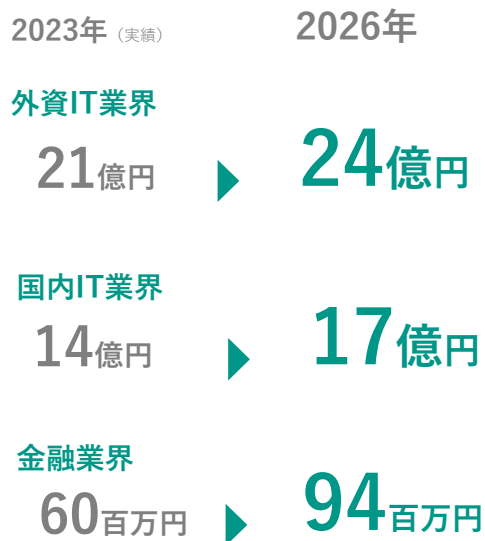 2023年（実績） 2026年
外資IT業界
21億円 24億円
国内IT業界
14億円 17億円
金融業界
60百万円 94百万円